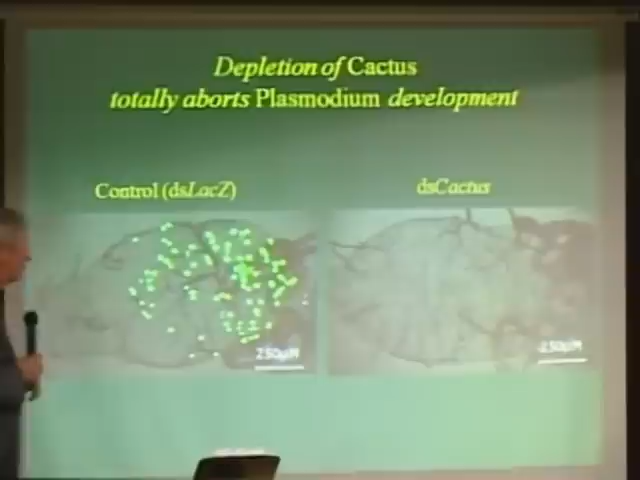 Depletion of Cactus
totally aborts Plasmodium development
Control (dsLacZ)
dsCactus
250µM
250µM